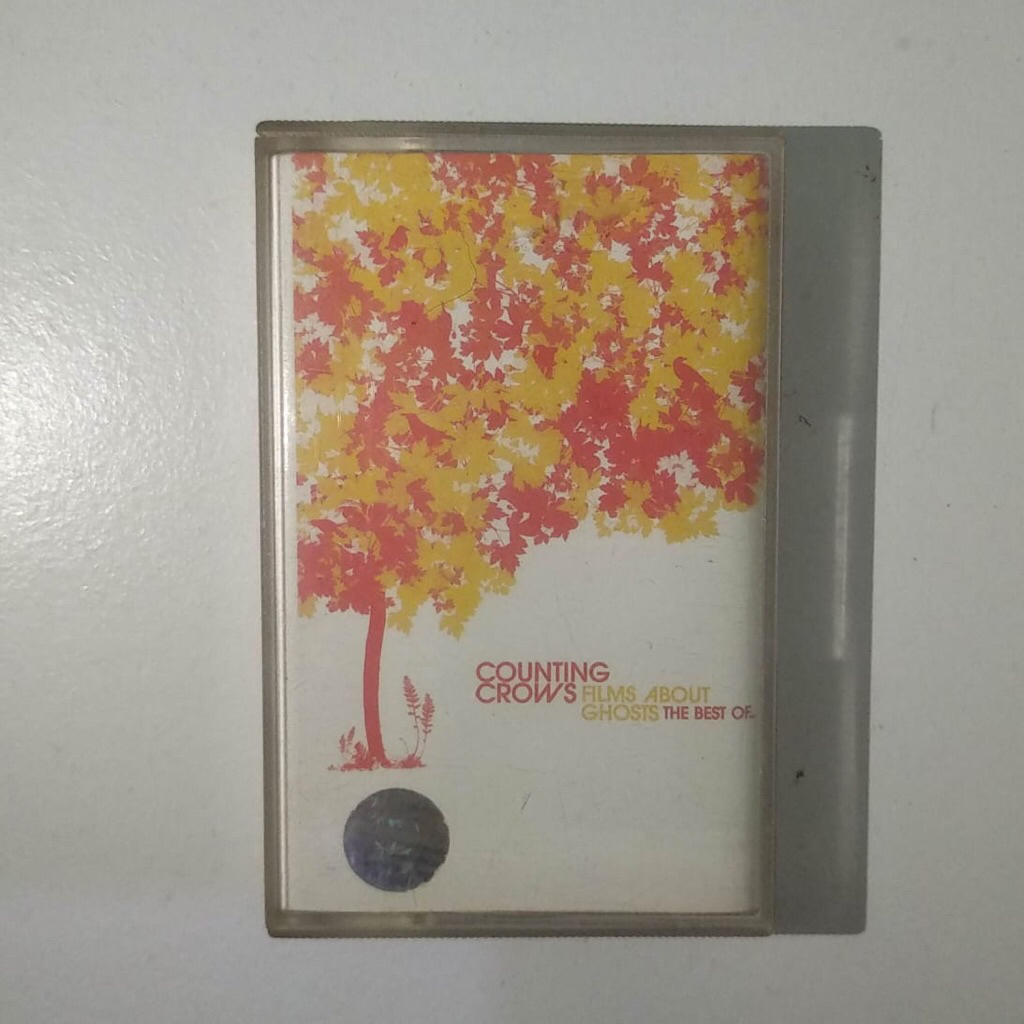 COUNTING
CROWS FILMS ABOUT
GHOSTS THE BEST OF...